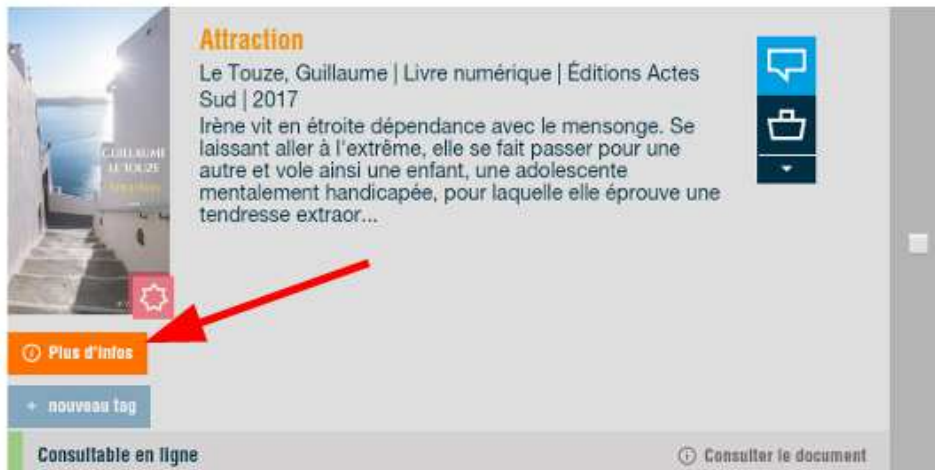 Attraction
Le Touze, Guillaume | Livre numérique | Éditions Actes
Sud | 2017
Irène vit en étroite dépendance avec le mensonge. Se
laissant aller à l'extrême, elle se fait passer pour une
autre et vole ainsi une enfant, une adolescente
mentalement handicapée, pour laquelle elle éprouve une
tendresse extraor...
GUILLAUME
LE TOUZE
Plus d'infos
+ nouveau tag
Consultable en ligne
Consulter le document